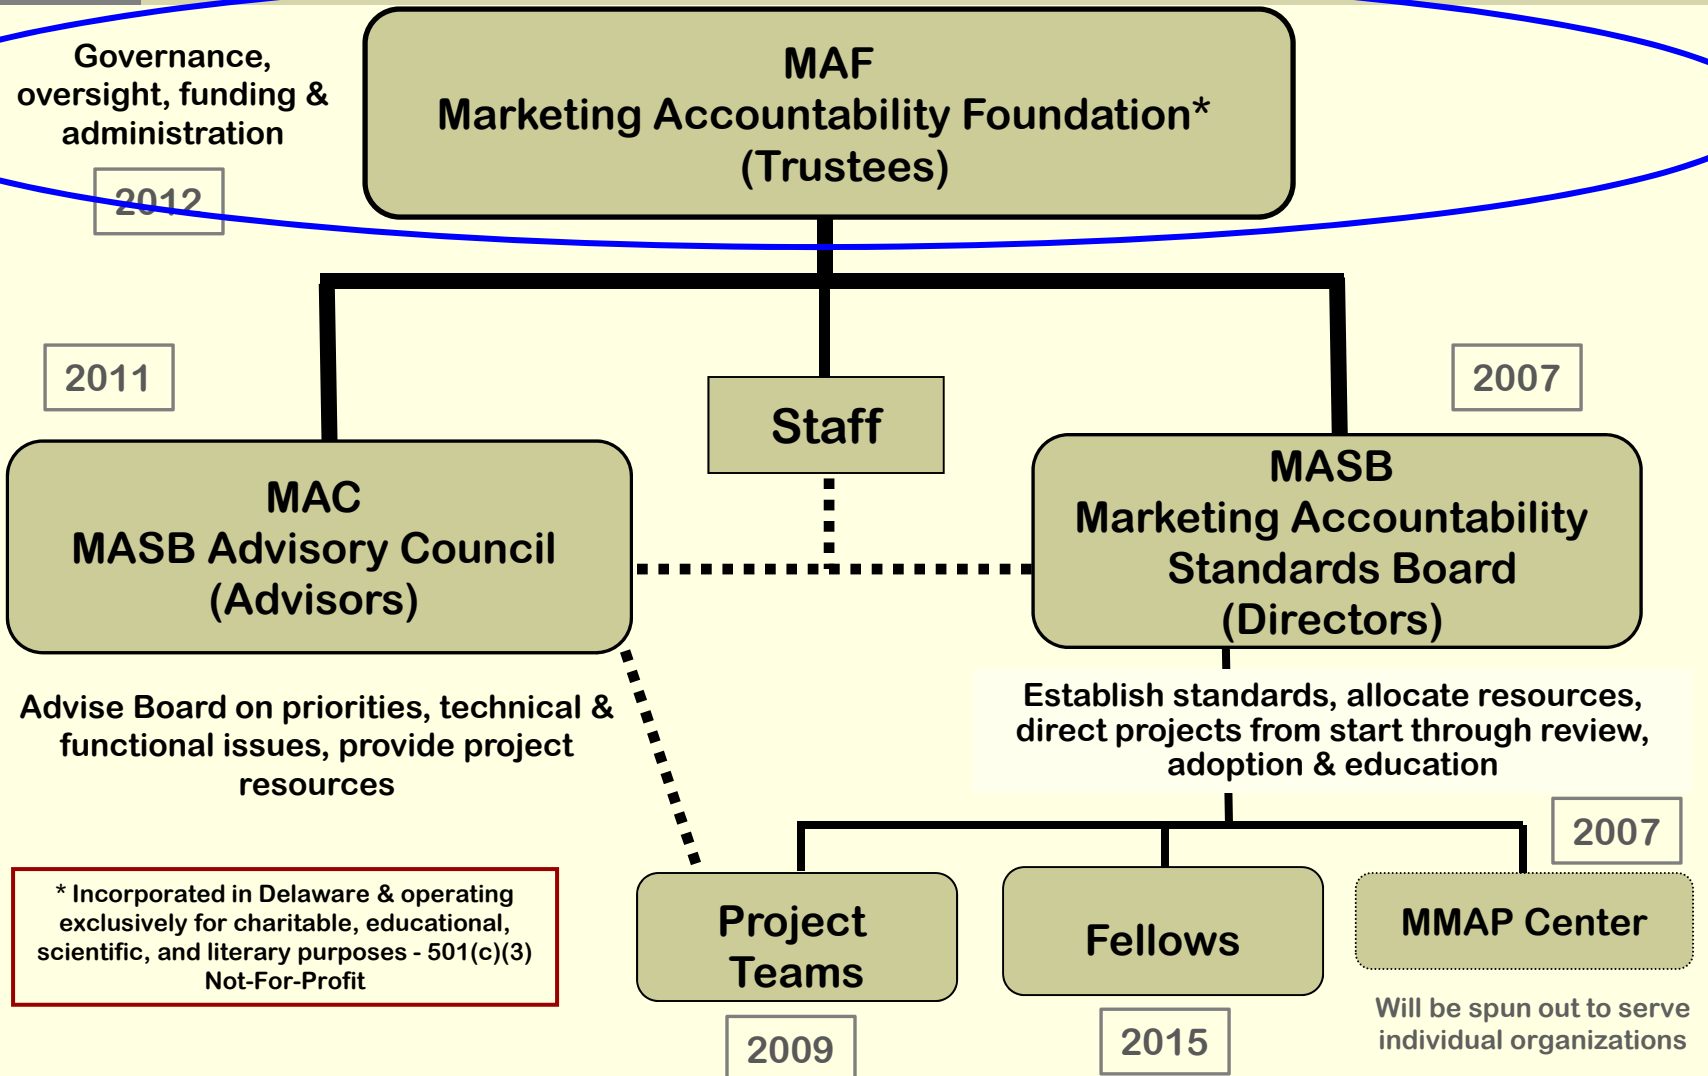 Governance,
oversight, funding &
administration
2012
MAF
Marketing Accountability Foundation*
(Trustees)
2011
Staff
2007
MAC
MASB Advisory Council
(Advisors)
MASB
Marketing Accountability
Standards Board
(Directors)
Advise Board on priorities, technical &
functional issues, provide project
resources
Establish standards, allocate resources,
direct projects from start through review,
adoption & education
2007
* Incorporated in Delaware & operating
exclusively for charitable, educational,
scientific, and literary purposes - 501(c)(3)
Not-For-Profit
Project
Teams
Fellows
MMAP Center
2009
2015
Will be spun out to serve
individual organizations